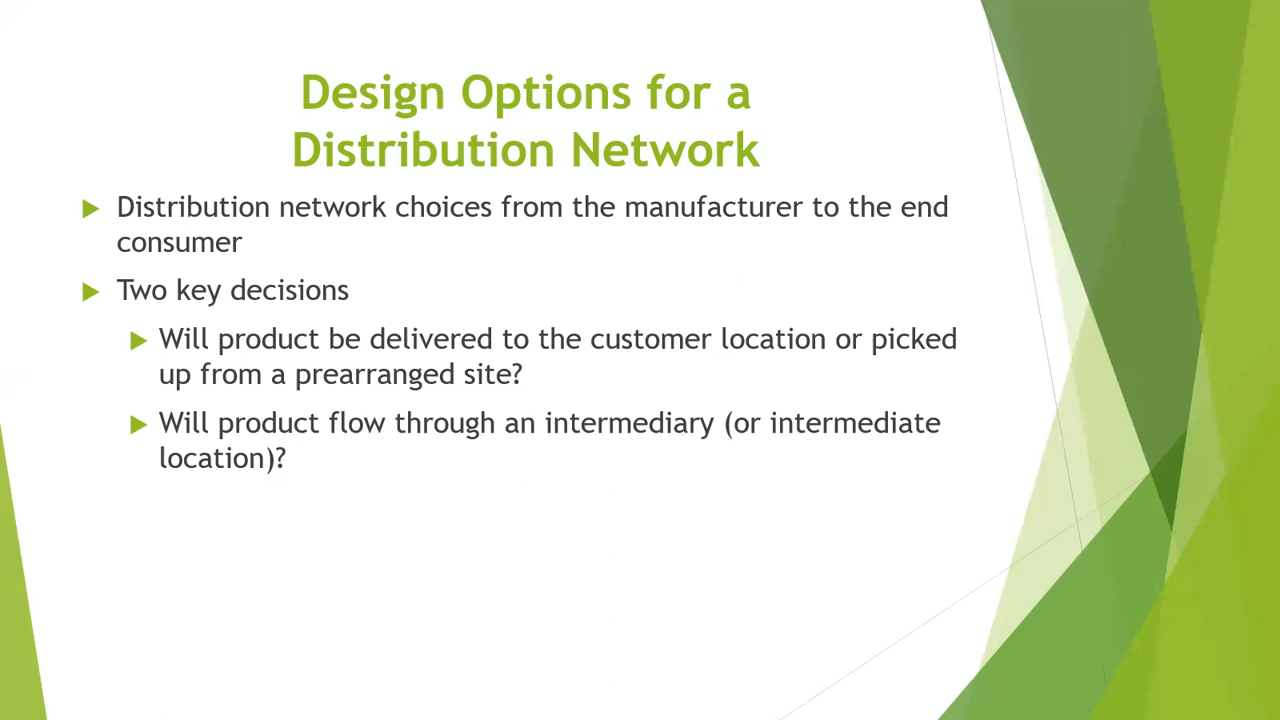 Design Options for a
Distribution Network
Distribution network choices from the manufacturer to the end
consumer
Two key decisions
Will product be delivered to the customer location or picked
up from a prearranged site?
Will product flow through an intermediary (or intermediate
location)?